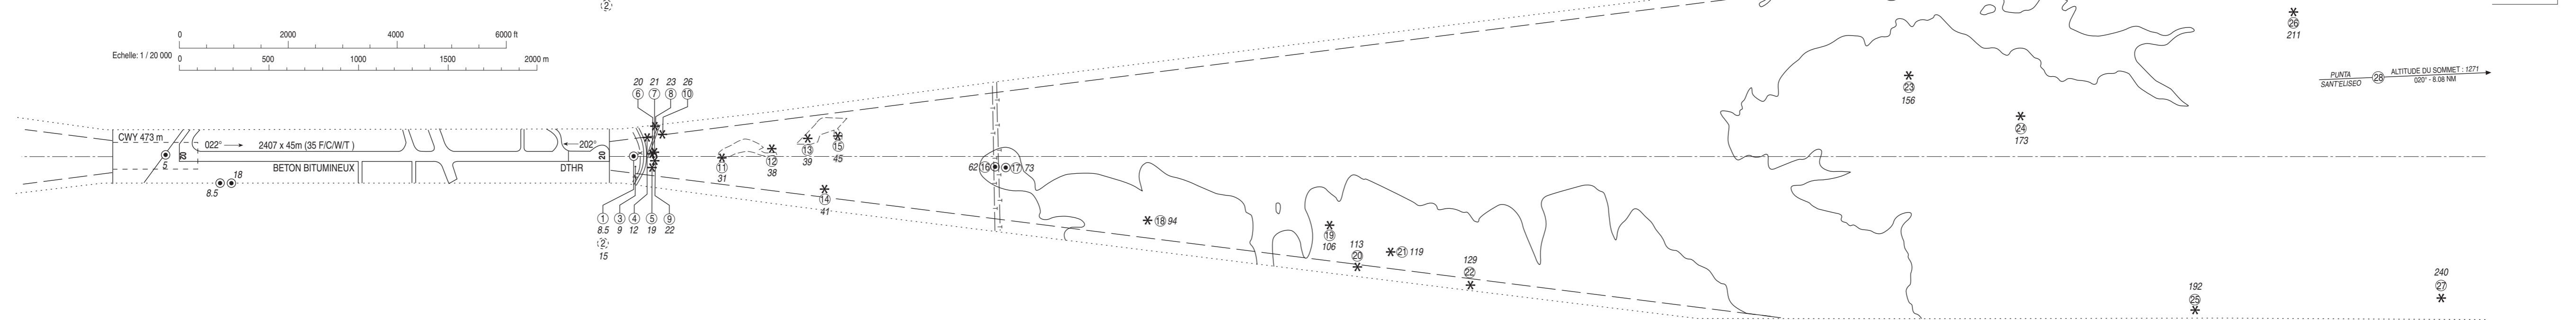 2
0 2000 4000 6000 ft
Echelle: 1 / 20 000
0 500 1000 1500 2000 m
20 21 23 26
6 7 8 10
CWY 473 m
5
02
022° 2407 x 45m (35 F/C/W/T )
202°
20
BETON BITUMINEUX
DTHR
8.5 18
1 3 4 5 9
8.5 9 12 19 22
2
15
11
31
12
38
13
39
15
45
14
41
62 16 17 73
18 94
19
106
113
20
21 119
129
22
23
156
24
173
192
25
26
211
240
27
PUNTA
SANT'ELISEO
28
ALTITUDE DU SOMMET : 1271
020° - 8.08 NM